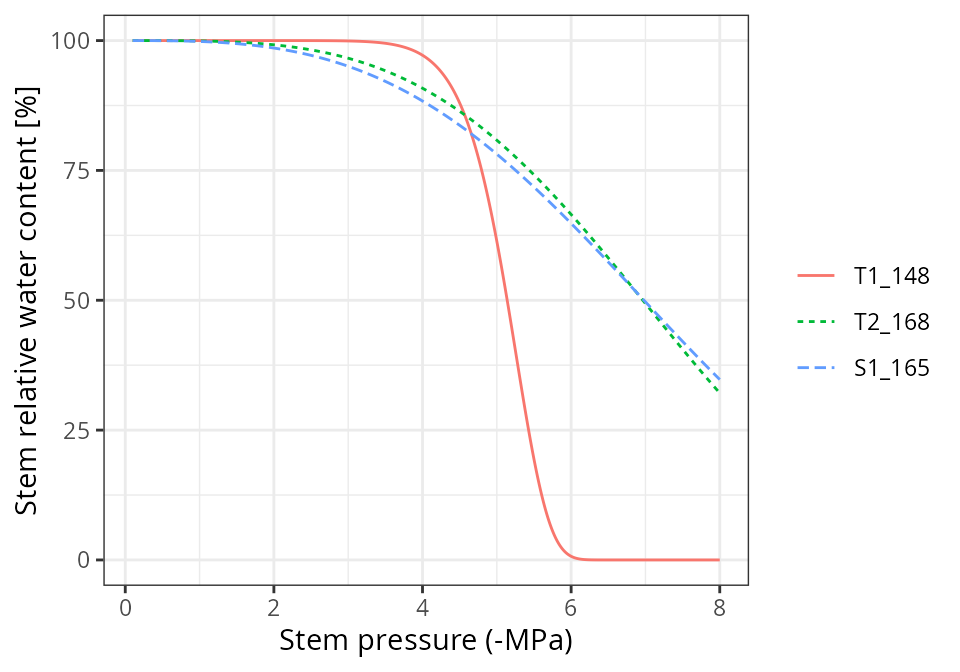 Stem relative water content [%]
100
75
50
25
0
0 2 4 6 8
Stem pressure (-MPa)
T1_148
T2_168
S1_165